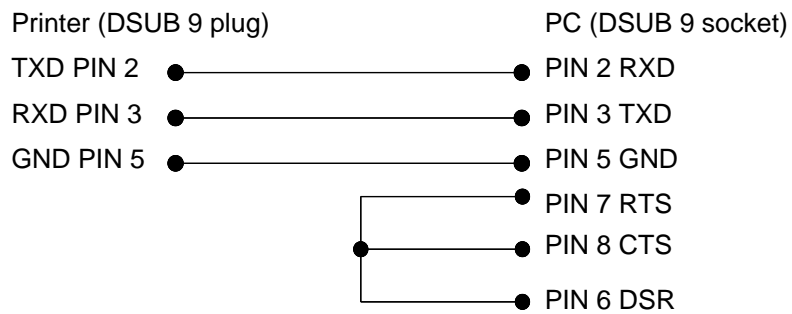 Printer (DSUB 9 plug) PC (DSUB 9 socket)
TXD PIN 2 PIN 2 RXD
RXD PIN 3 PIN 3 TXD
GND PIN 5 PIN 5 GND
PIN 7 RTS
PIN 8 CTS
PIN 6 DSR